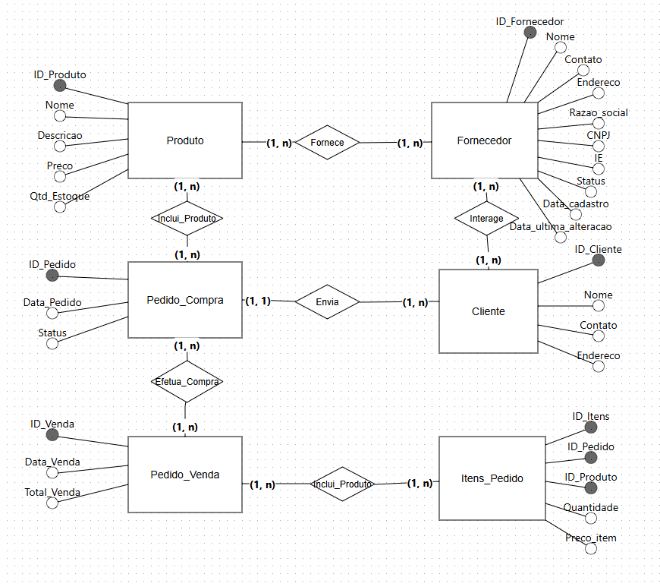 ID_Fornecedor
Nome
Contato
Endereco
Razao_social
CNPJ
IE
Status
Data_cadastro
Data_ultima_alteracao
ID_Produto
Nome
Descricao
Preco
Qtd_Estoque
Produto
(1, n)
Fornece
(1, n)
Fornecedor
(1, n)
Inclui_Produto
(1, n)
(1, n)
Interage
(1, n)
ID_Pedido
Data_Pedido
Status
Pedido_Compra
(1, 1)
Envia
(1, n)
Cliente
ID_Cliente
Nome
Contato
Endereco
(1, n)
Efetua_Compra
(1, n)
ID_Venda
Data_Venda
Total_Venda
Pedido_Venda
(1, n)
Inclui_Produto
(1, n)
Itens_Pedido
ID_Itens
ID_Pedido
ID_Produto
Quantidade
Preco_item